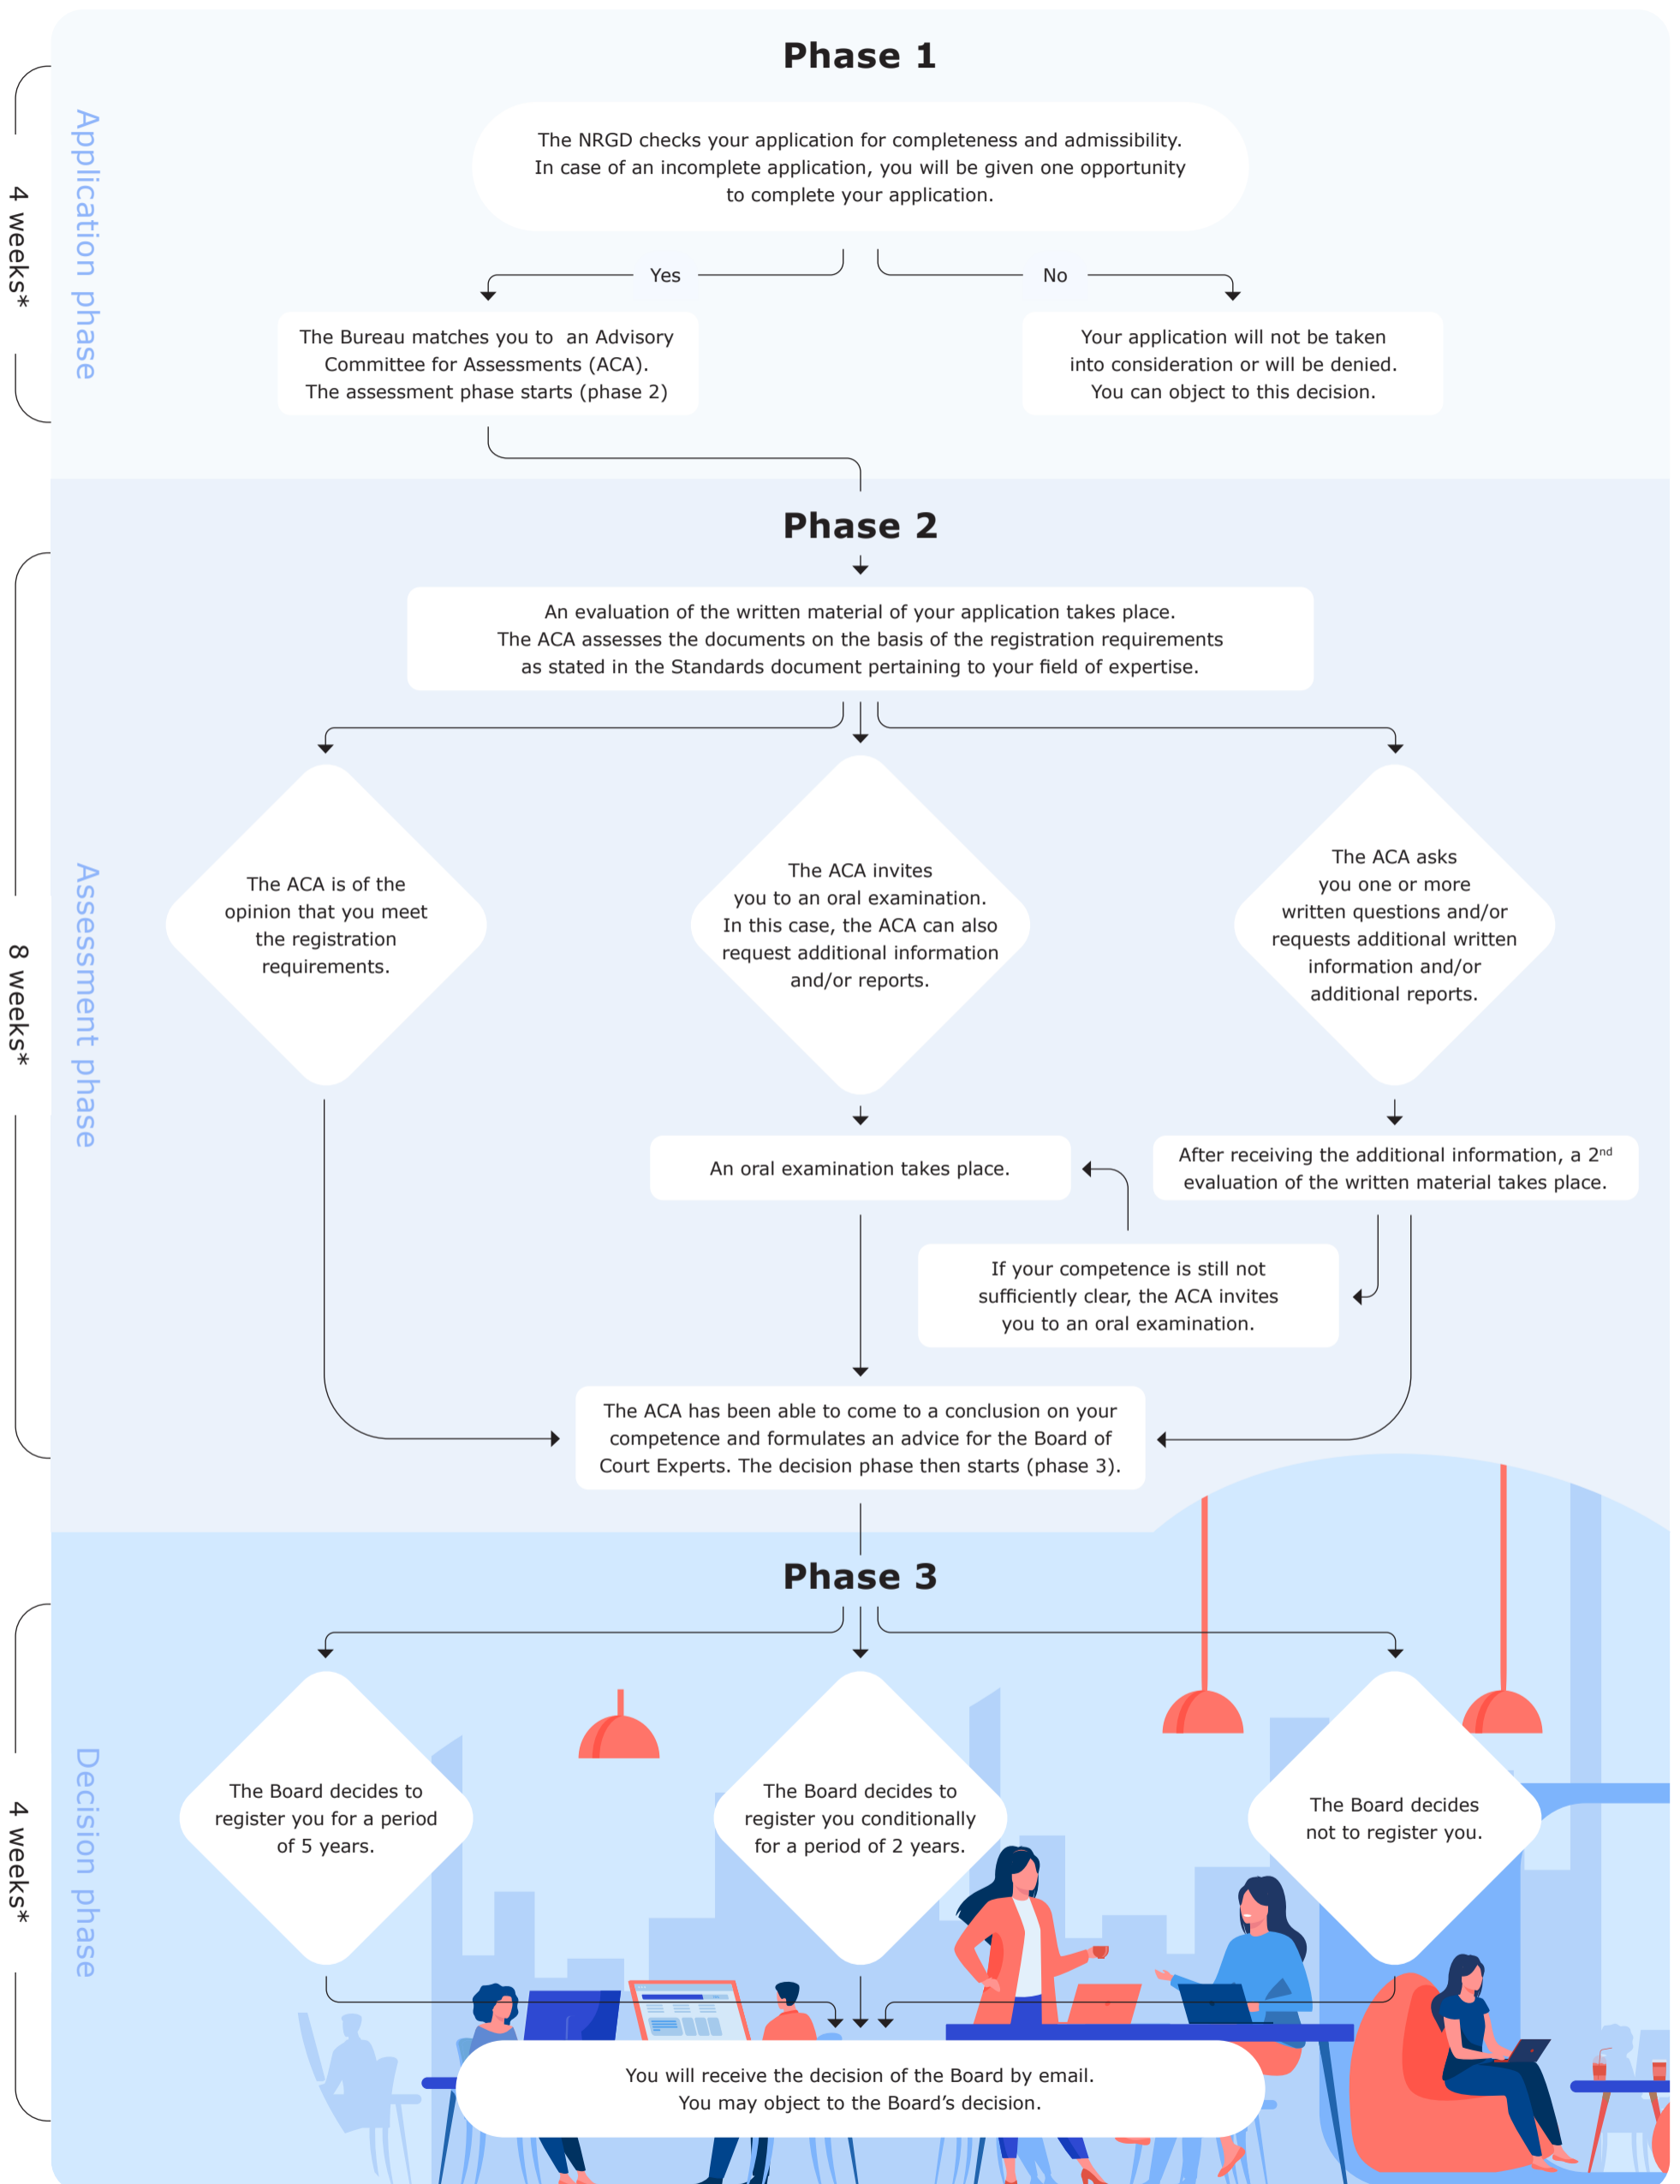 Phase 1
Application phase
4 weeks*
The NRGD checks your application for completeness and admissibility.
In case of an incomplete application, you will be given one opportunity
to complete your application.
Yes
No
The Bureau matches you to an Advisory
Committee for Assessments (ACA).
The assessment phase starts (phase 2)
Your application will not be taken
into consideration or will be denied.
You can object to this decision.
Phase 2
Assessment phase
8 weeks*
An evaluation of the written material of your application takes place.
The ACA assesses the documents on the basis of the registration requirements
as stated in the Standards document pertaining to your field of expertise.
The ACA is of the
opinion that you meet
the registration
requirements.
The ACA invites
you to an oral examination.
In this case, the ACA can also
request additional information
and/or reports.
The ACA asks
you one or more
written questions and/or
requests additional written
information and/or
additional reports.
An oral examination takes place.
After receiving the additional information, a 2nd
evaluation of the written material takes place.
If your competence is still not
sufficiently clear, the ACA invites
you to an oral examination.
The ACA has been able to come to a conclusion on your
competence and formulates an advice for the Board of
Court Experts. The decision phase then starts (phase 3).
Phase 3
Decision phase
4 weeks*
The Board decides to
register you for a period
of 5 years.
The Board decides to
register you conditionally
for a period of 2 years.
The Board decides
not to register you.
You will receive the decision of the Board by email.
You may object to the Board’s decision.